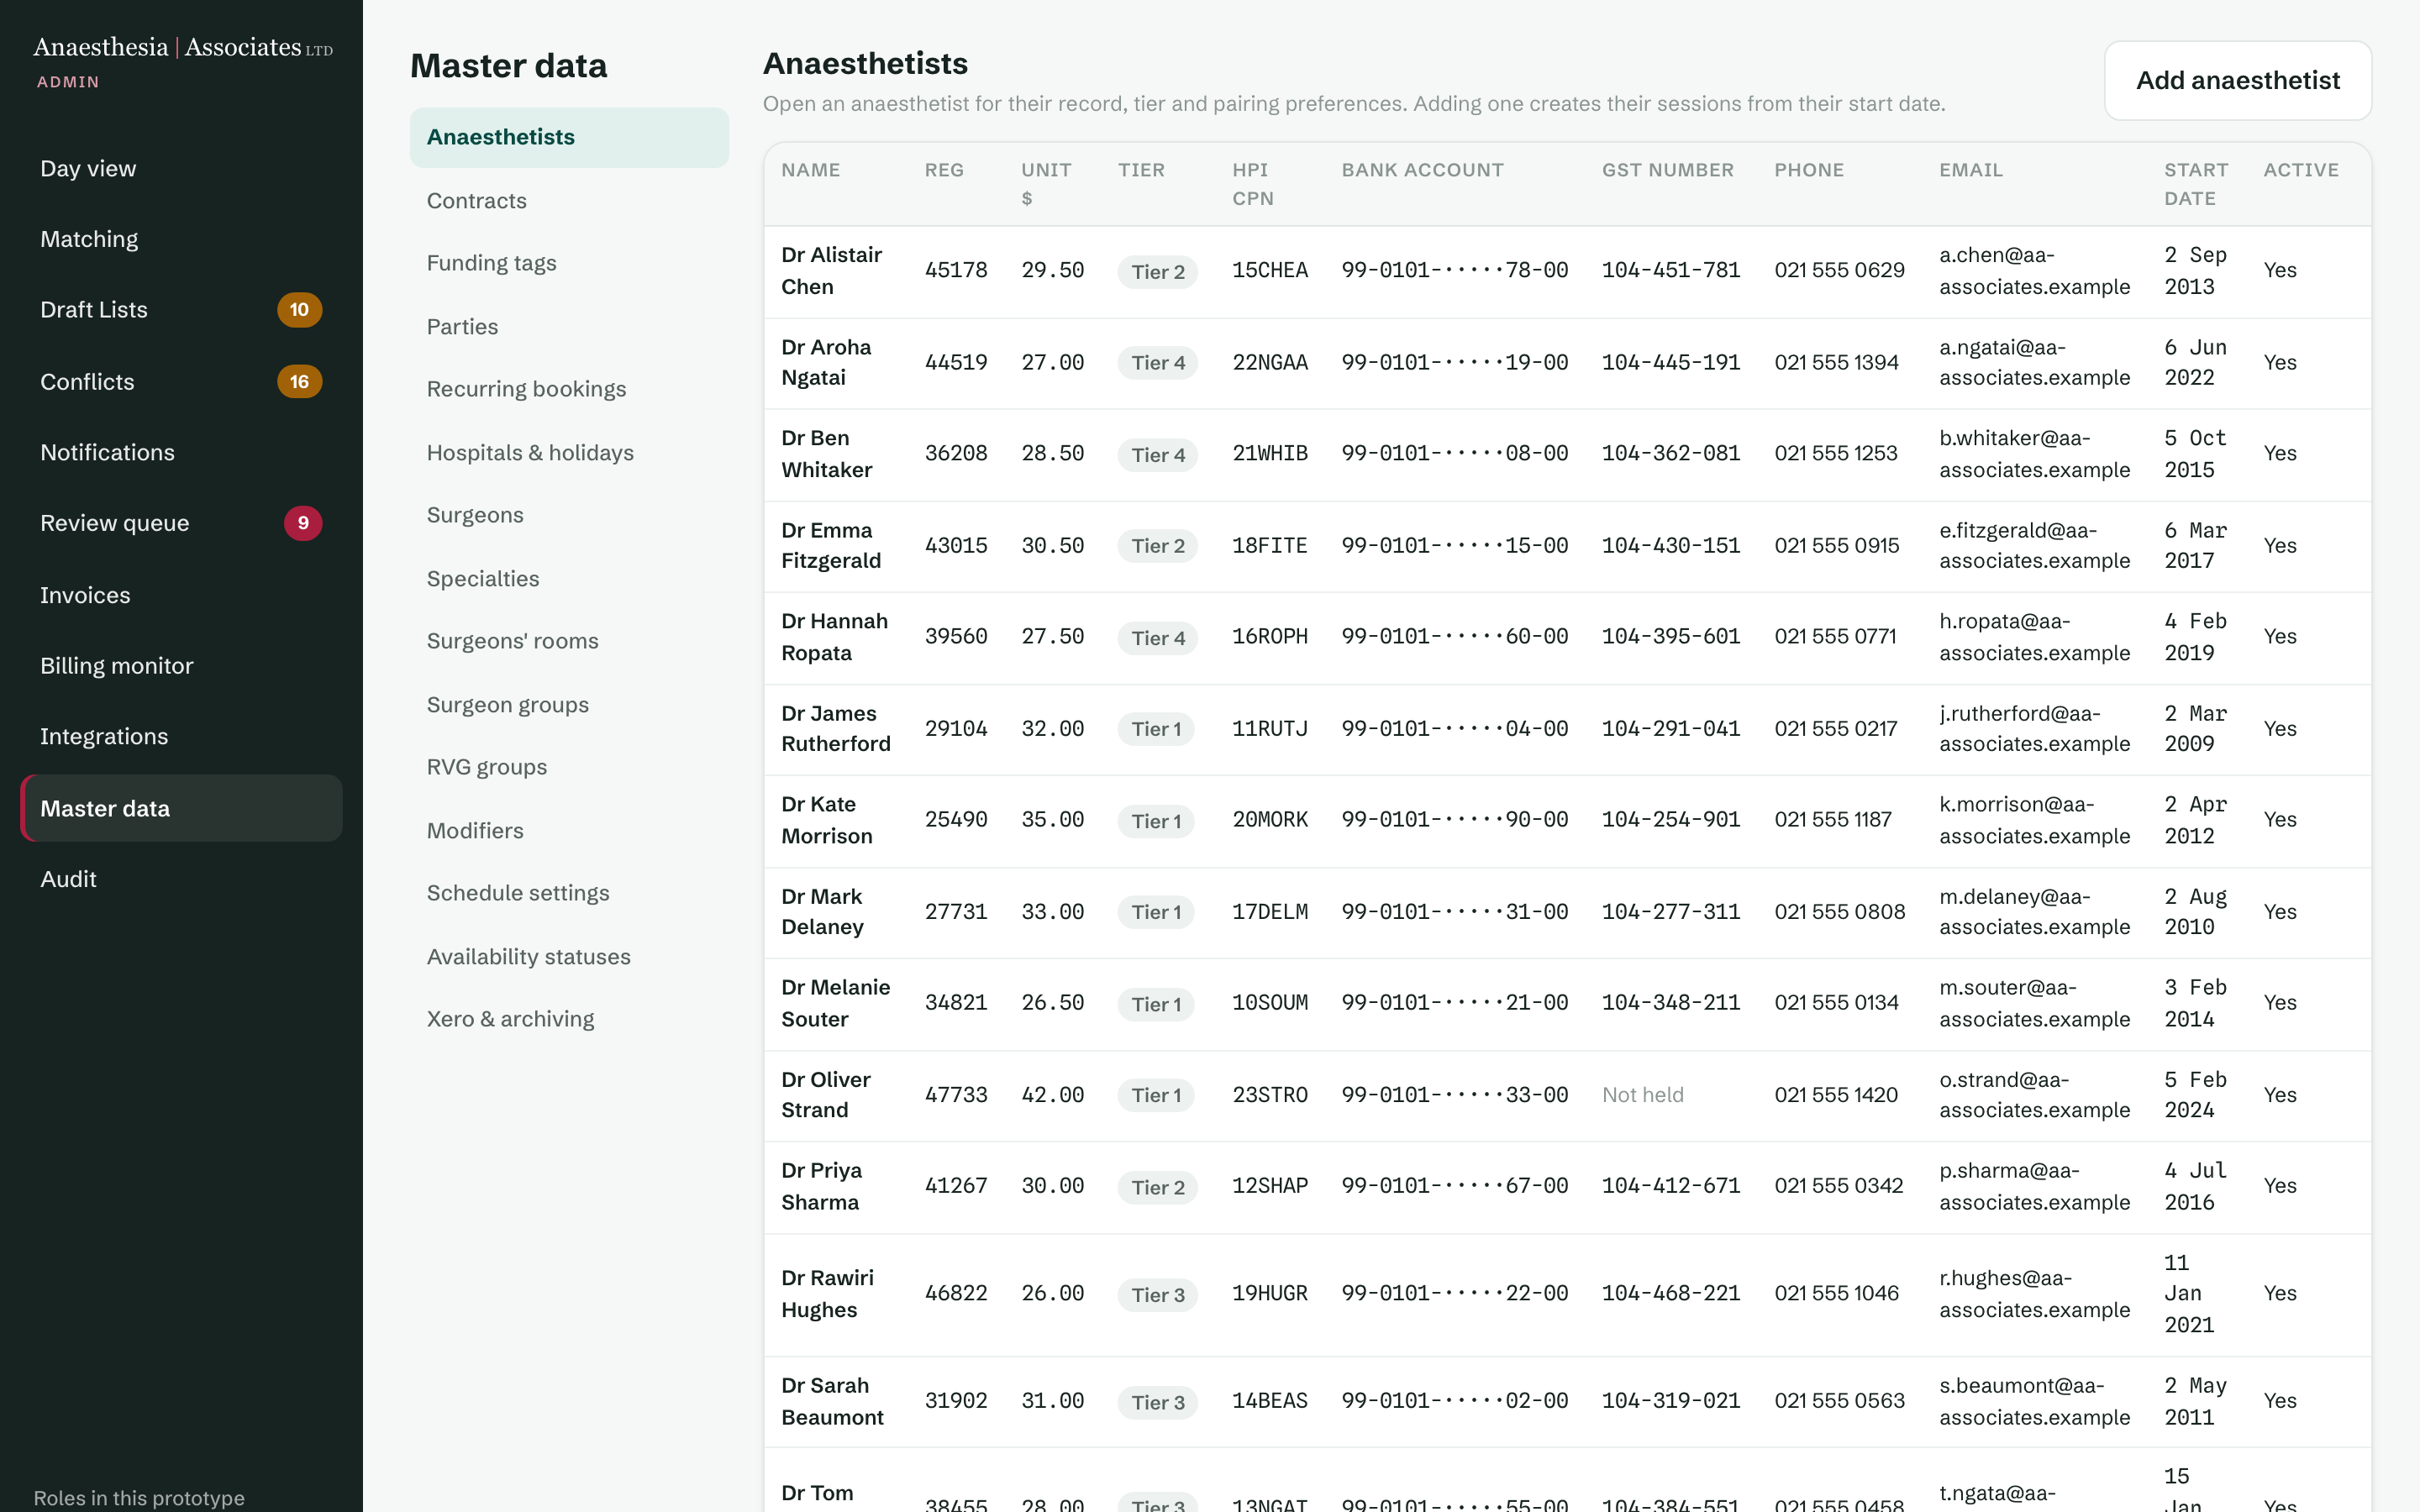 Anaesthesia | Associates LTD
ADMIN
Day view
Matching
Draft Lists 10
Conflicts 16
Notifications
Review queue 9
Invoices
Billing monitor
Integrations
Master data
Audit
Roles in this prototype
Master data
Anaesthetists
Contracts
Funding tags
Parties
Recurring bookings
Hospitals & holidays
Surgeons
Specialties
Surgeons' rooms
Surgeon groups
RVG groups
Modifiers
Schedule settings
Availability statuses
Xero & archiving
Anaesthetists
Open an anaesthetist for their record, tier and pairing preferences. Adding one creates their sessions from their start date.
Add anaesthetist
NAME REG UNIT $ TIER HPI CPN BANK ACCOUNT GST NUMBER PHONE EMAIL START DATE ACTIVE
Dr Alistair Chen 45178 29.50 Tier 2 15CHEA 99-0101-·····78-00 104-451-781 021 555 0629 a.chen@aa-associates.example 2 Sep 2013 Yes
Dr Aroha Ngatai 44519 27.00 Tier 4 22NGAA 99-0101-·····19-00 104-445-191 021 555 1394 a.ngatai@aa-associates.example 6 Jun 2022 Yes
Dr Ben Whitaker 36208 28.50 Tier 4 21WHIB 99-0101-·····08-00 104-362-081 021 555 1253 b.whitaker@aa-associates.example 5 Oct 2015 Yes
Dr Emma Fitzgerald 43015 30.50 Tier 2 18FITE 99-0101-·····15-00 104-430-151 021 555 0915 e.fitzgerald@aa-associates.example 6 Mar 2017 Yes
Dr Hannah Ropata 39560 27.50 Tier 4 16ROPH 99-0101-·····60-00 104-395-601 021 555 0771 h.ropata@aa-associates.example 4 Feb 2019 Yes
Dr James Rutherford 29104 32.00 Tier 1 11RUTJ 99-0101-·····04-00 104-291-041 021 555 0217 j.rutherford@aa-associates.example 2 Mar 2009 Yes
Dr Kate Morrison 25490 35.00 Tier 1 20MORK 99-0101-·····90-00 104-254-901 021 555 1187 k.morrison@aa-associates.example 2 Apr 2012 Yes
Dr Mark Delaney 27731 33.00 Tier 1 17DELM 99-0101-·····31-00 104-277-311 021 555 0808 m.delaney@aa-associates.example 2 Aug 2010 Yes
Dr Melanie Souter 34821 26.50 Tier 1 10SOUM 99-0101-·····21-00 104-348-211 021 555 0134 m.souter@aa-associates.example 3 Feb 2014 Yes
Dr Oliver Strand 47733 42.00 Tier 1 23STRO 99-0101-·····33-00 Not held 021 555 1420 o.strand@aa-associates.example 5 Feb 2024 Yes
Dr Priya Sharma 41267 30.00 Tier 2 12SHAP 99-0101-·····67-00 104-412-671 021 555 0342 p.sharma@aa-associates.example 4 Jul 2016 Yes
Dr Rawiri Hughes 46822 26.00 Tier 3 19HUGR 99-0101-·····22-00 104-468-221 021 555 1046 r.hughes@aa-associates.example 11 Jan 2021 Yes
Dr Sarah Beaumont 31902 31.00 Tier 3 14BEAS 99-0101-·····02-00 104-319-021 021 555 0563 s.beaumont@aa-associates.example 2 May 2011 Yes
Dr Tom 38455 28.00 Tier 3 13NGAT 99-0101-·····55-00 104-384-551 021 555 0458 t.ngata@aa- 15 Jan Yes